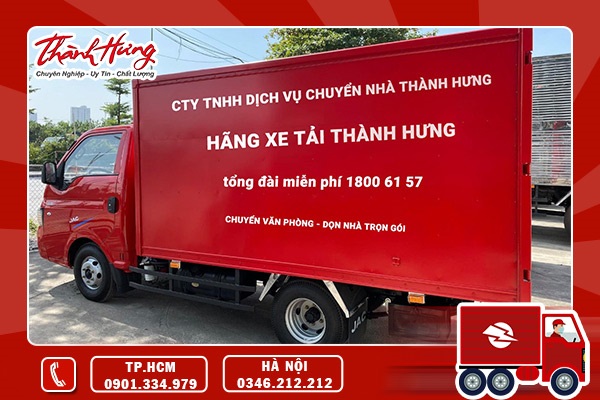 Thành Hưng
Chuyên Nghiệp - Uy Tín - Chất Lượng
CTY TNHH DỊCH VỤ CHUYỂN NHÀ THÀNH HƯNG
HÃNG XE TẢI THÀNH HƯNG
tổng đài miễn phí 1800 61 57
CHUYỂN VĂN PHÒNG - DỌN NHÀ TRỌN GÓI
JAC
JAC
TP.HCM
0901.334.979
HÀ NỘI
0346.212.212